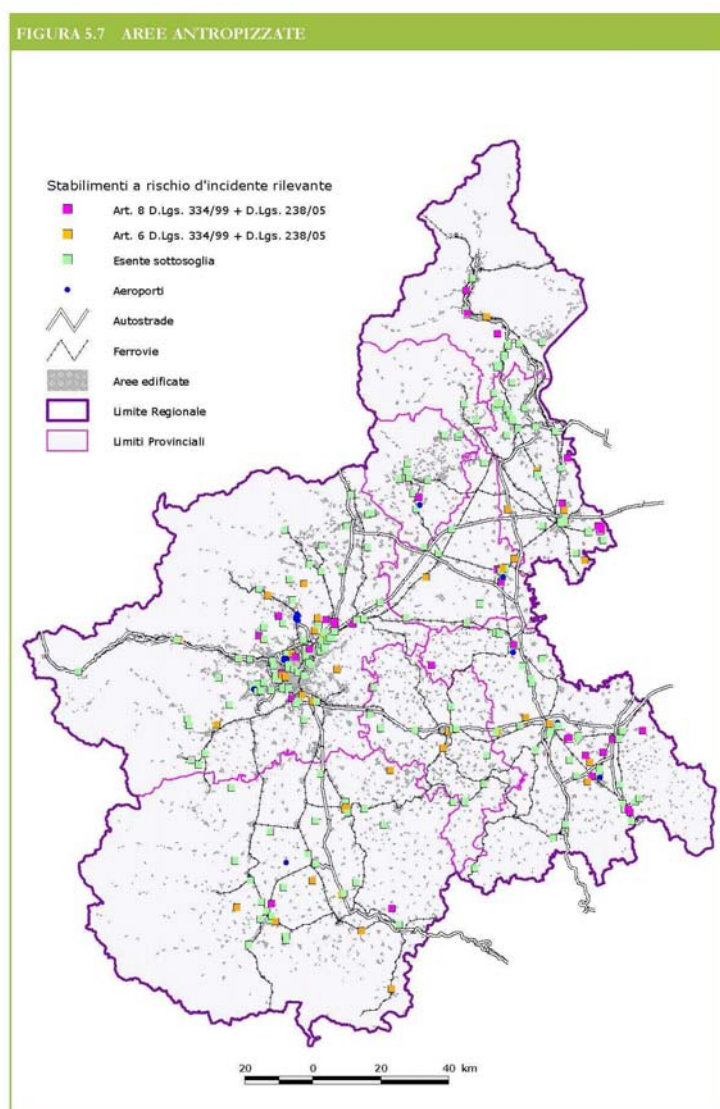 FIGURA 5.7 AREE ANTROPIZZATE
Stabilimenti a rischio d'incidente rilevante
Art. 8 D.Lgs. 334/99 + D.Lgs. 238/05
Art. 6 D.Lgs. 334/99 + D.Lgs. 238/05
Esente sottosoglia
Aeroporti
Autostrade
Ferrovie
Aree edificate
Limite Regionale
Limiti Provinciali
20 0 20 40 km